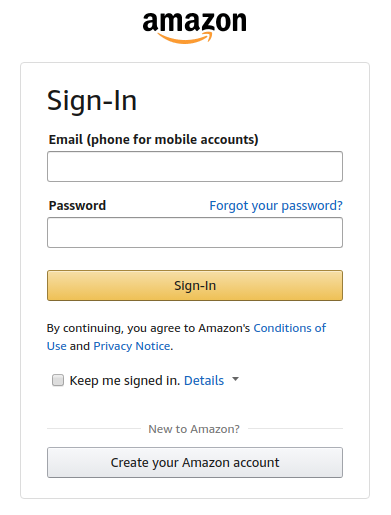 amazon
Sign-In
Email (phone for mobile accounts)
Password Forgot your password?
Sign-In
By continuing, you agree to Amazon's Conditions of
Use and Privacy Notice.
Keep me signed in. Details
New to Amazon?
Create your Amazon account